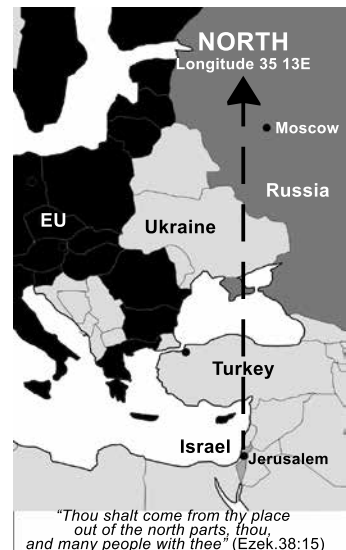 NORTH
Longitude 35 13E
Moscow
Russia
EU
Ukraine
Turkey
Israel
Jerusalem
“Thou shalt come from thy place
out of the north parts, thou,
and many people with thee” (Ezek.38:15)